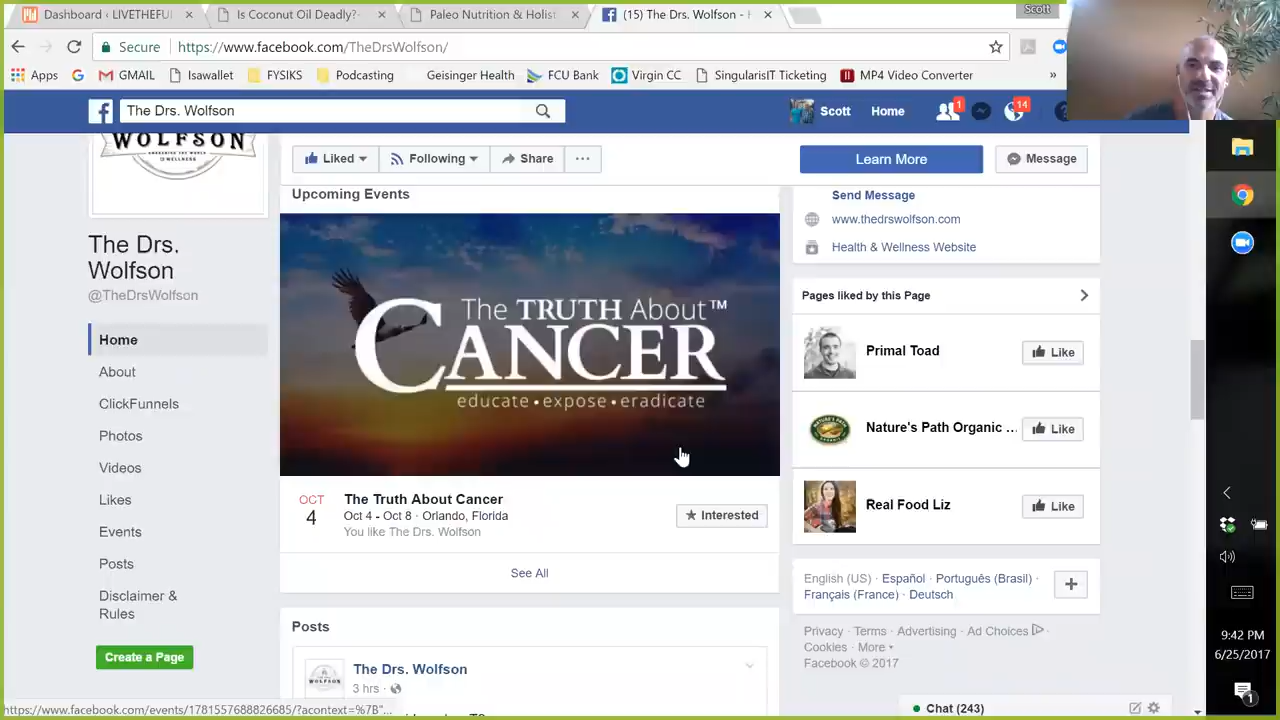 Dashboard ‹ LIVETHEFUL
Is Coconut Oil Deadly?-
Paleo Nutrition & Holist
(15) The Drs. Wolfson -
Scott
Secure
https://www.facebook.com/TheDrsWolfson/
Apps
GMAIL
Isawallet
FYSIKS
Podcasting
Geisinger Health
FCU Bank
Virgin CC
SingularisIT Ticketing
MP4 Video Converter
»
The Drs. Wolfson
Scott
Home
1
14
WOLFSON
WELLNESS
Liked
Following
Share
...
Learn More
Message
Upcoming Events
Send Message
www.thedrswolfson.com
Health & Wellness Website
The Drs.
Wolfson
@TheDrsWolfson
The TRUTH About™
CANCER
educate • expose • eradicate
Pages liked by this Page
Primal Toad
Like
Nature's Path Organic ...
Like
Real Food Liz
Like
Home
About
ClickFunnels
Photos
Videos
Likes
Events
Posts
Disclaimer &
Rules
Create a Page
OCT
4
The Truth About Cancer
Oct 4 - Oct 8 · Orlando, Florida
You like The Drs. Wolfson
Interested
See All
Posts
The Drs. Wolfson
3 hrs ·
English (US) · Español · Português (Brasil) ·
Français (France) · Deutsch
Privacy · Terms · Advertising · Ad Choices ·
Cookies · More
Facebook © 2017
Chat (243)
9:42 PM
6/25/2017
1
https://www.facebook.com/events/1781557688826685/?acontext=%7B"...